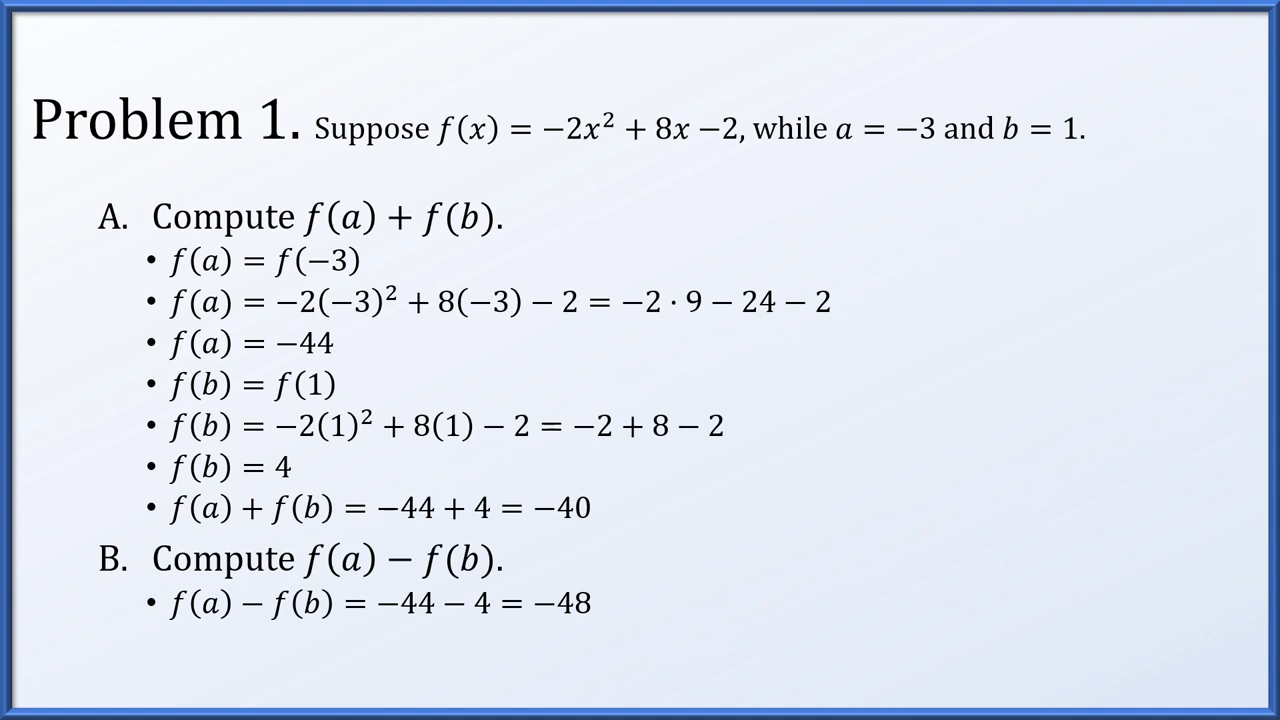 Problem 1. Suppose f(x) = −2x² + 8x −2, while a = −3 and b = 1.
A. Compute f(a) + f(b).
• f(a) = f(−3)
• f(a) = −2(−3)² + 8(−3) − 2 = −2 · 9 − 24 − 2
• f(a) = −44
• f(b) = f(1)
• f(b) = −2(1)² + 8(1) − 2 = −2 + 8 − 2
• f(b) = 4
• f(a) + f(b) = −44 + 4 = −40
B. Compute f(a) − f(b).
• f(a) − f(b) = −44 − 4 = −48